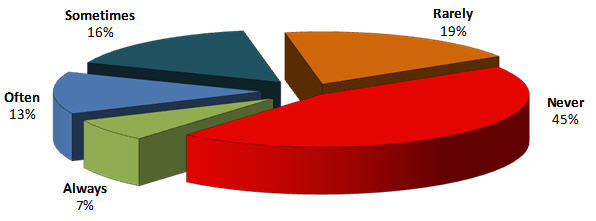 Sometimes
16%
Rarely
19%
Often
13%
Never
45%
Always
7%